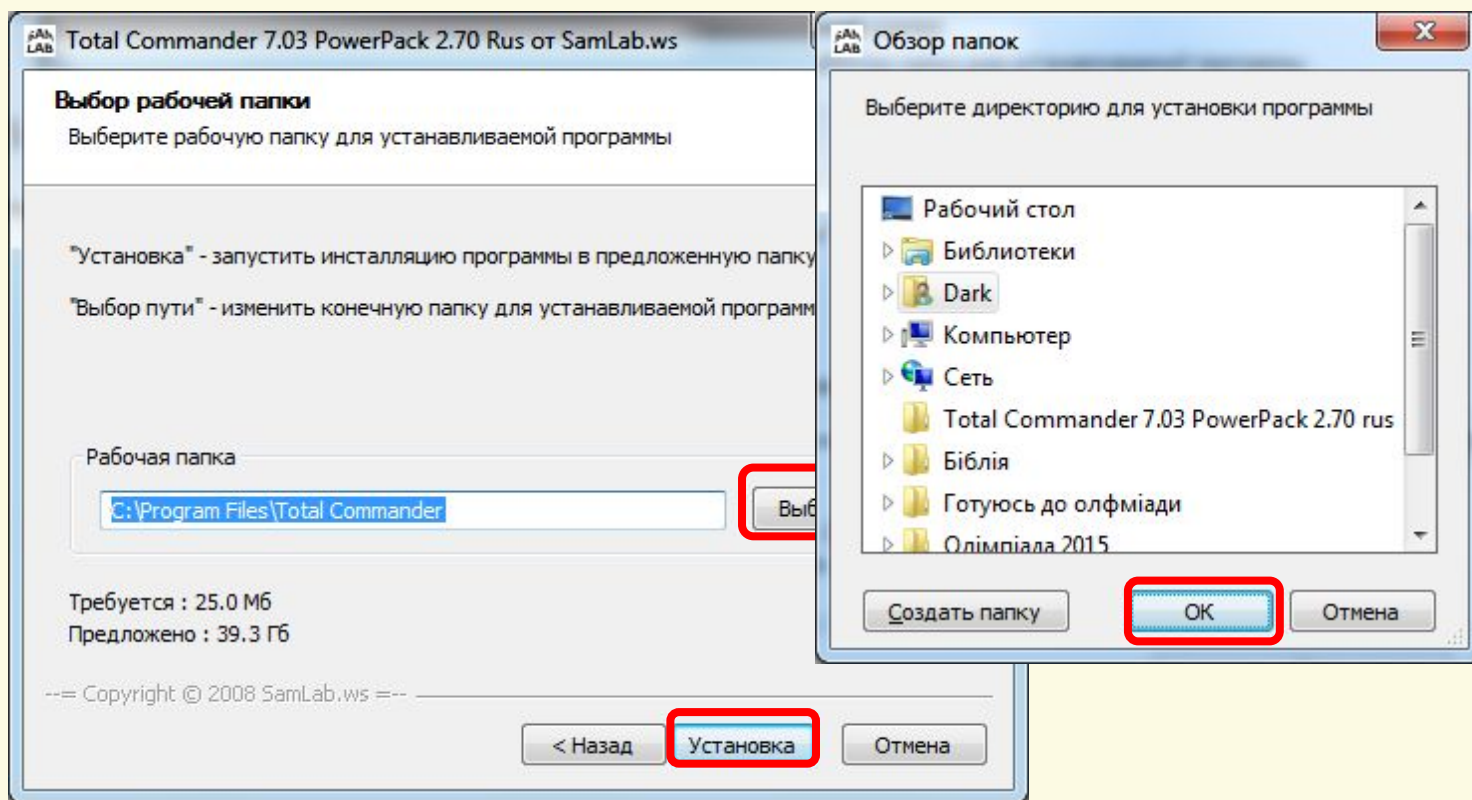 SAM LAB Total Commander 7.03 PowerPack 2.70 Rus от SamLab.ws
Выбор рабочей папки
Выберите рабочую папку для устанавливаемой программы
"Установка" - запустить инсталляцию программы в предложенную папку
"Выбор пути" - изменить конечную папку для устанавливаемой программ
Рабочая папка
C:\Program Files\Total Commander
Выб
Требуется : 25.0 Мб
Предложено : 39.3 Гб
--= Copyright © 2008 SamLab.ws =--
< Назад Установка Отмена
SAM LAB Обзор папок
Выберите директорию для установки программы
Рабочий стол
Библиотеки
Dark
Компьютер
Сеть
Total Commander 7.03 PowerPack 2.70 rus
Біблія
Готуюсь до олфміади
Олімпіада 2015
Создать папку OK Отмена